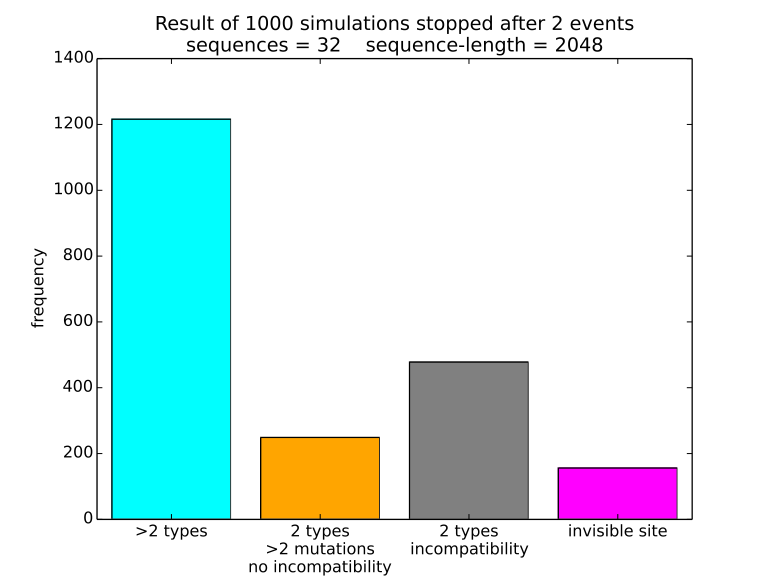 Result of 1000 simulations stopped after 2 events
sequences = 32    sequence-length = 2048
1400
1200
1000
800
600
400
200
0
frequency
>2 types
2 types
>2 mutations
no incompatibility
2 types
incompatibility
invisible site